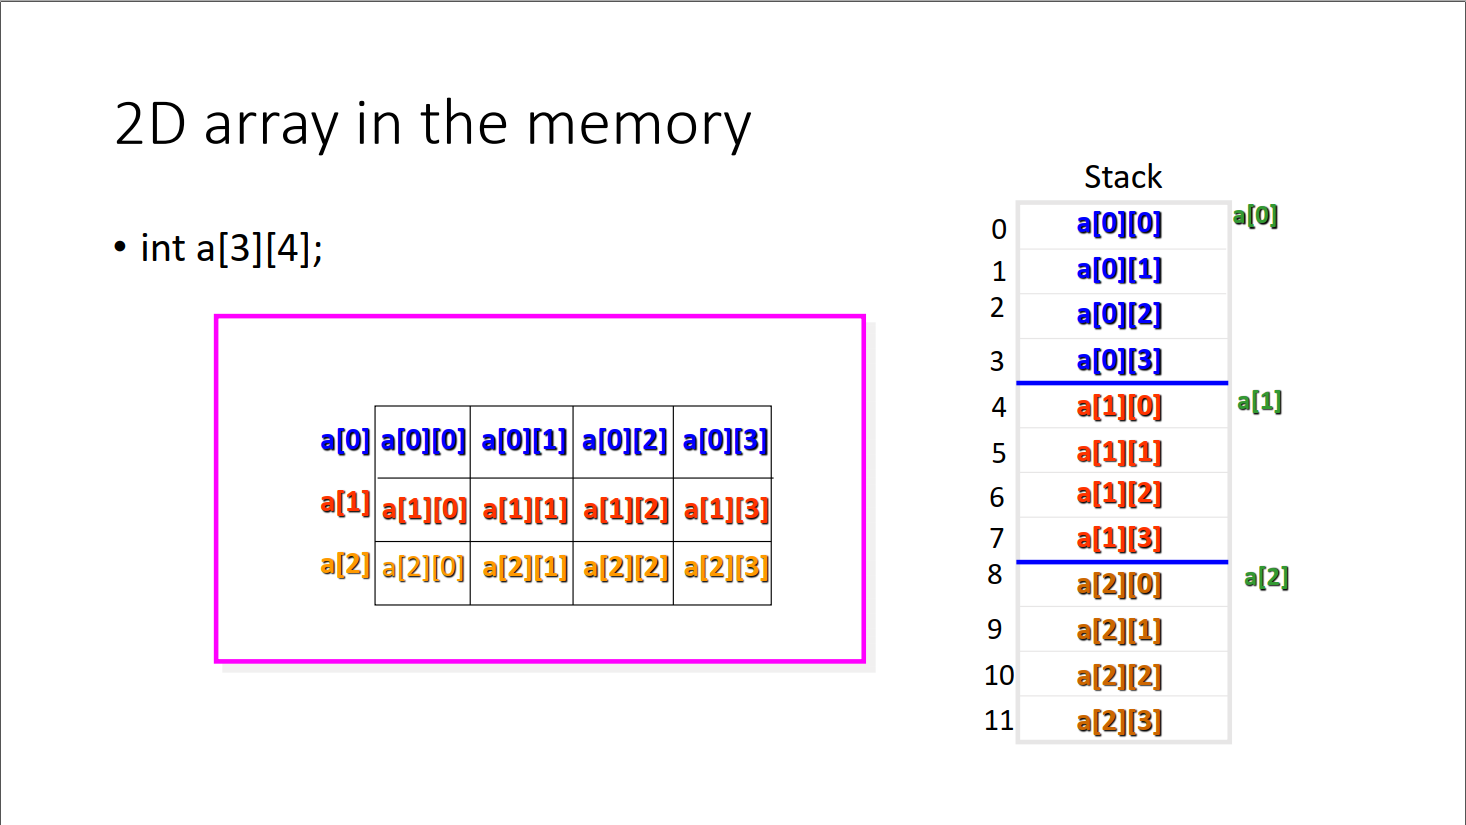 2D array in the memory
• int a[3][4];
a[0] a[0][0] a[0][1] a[0][2] a[0][3]
a[1] a[1][0] a[1][1] a[1][2] a[1][3]
a[2] a[2][0] a[2][1] a[2][2] a[2][3]
Stack
0 a[0][0] a[0]
1 a[0][1]
2 a[0][2]
3 a[0][3]
4 a[1][0] a[1]
5 a[1][1]
6 a[1][2]
7 a[1][3]
8 a[2][0] a[2]
9 a[2][1]
10 a[2][2]
11 a[2][3]